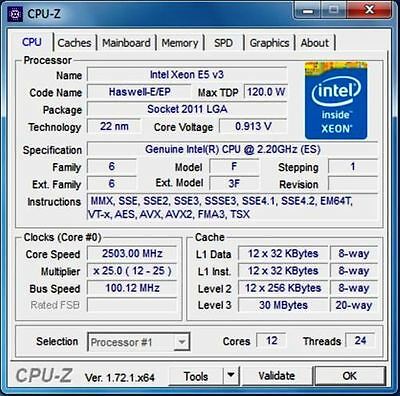 CPU-Z
CPU Caches Mainboard Memory SPD Graphics About
Processor
Name Intel Xeon E5 v3
Code Name Haswell-E/EP Max TDP 120.0 W
Package Socket 2011 LGA
Technology 22 nm Core Voltage 0.913 V
intel
inside
XEON
Specification Genuine Intel(R) CPU @ 2.20GHz (ES)
Family 6 Model F Stepping 1
Ext. Family 6 Ext. Model 3F Revision
Instructions MMX, SSE, SSE2, SSE3, SSSE3, SSE4.1, SSE4.2, EM64T,
VT-x, AES, AVX, AVX2, FMA3, TSX
Clocks (Core #0)
Core Speed 2503.00 MHz
Multiplier x 25.0 ( 12 - 25 )
Bus Speed 100.12 MHz
Rated FSB
Cache
L1 Data 12 x 32 KBytes 8-way
L1 Inst. 12 x 32 KBytes 8-way
Level 2 12 x 256 KBytes 8-way
Level 3 30 MBytes 20-way
Selection Processor #1 Cores 12 Threads 24
CPU-Z Ver. 1.72.1.x64 Tools Validate OK